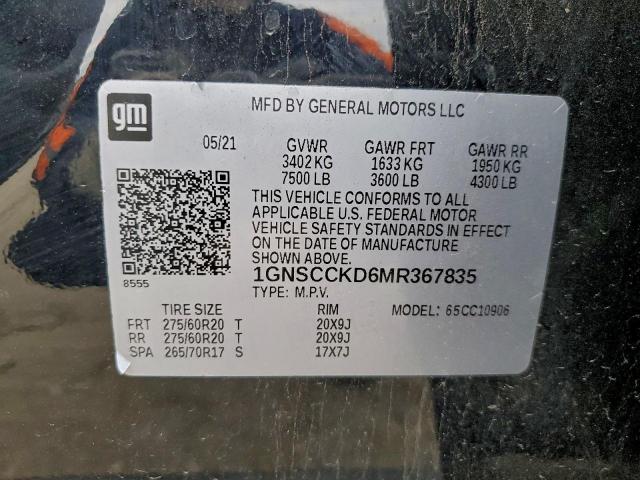 gm
MFD BY GENERAL MOTORS LLC
05/21 GVWR GAWR FRT GAWR RR
3402 KG 1633 KG 1950 KG
7500 LB 3600 LB 4300 LB
THIS VEHICLE CONFORMS TO ALL
APPLICABLE U.S. FEDERAL MOTOR
VEHICLE SAFETY STANDARDS IN EFFECT
ON THE DATE OF MANUFACTURE
SHOWN ABOVE.
8555
1GNSCCKD6MR367835
TYPE: M.P.V. MODEL: 65CC10906
TIRE SIZE RIM
FRT 275/60R20 T 20X9J
RR 275/60R20 T 20X9J
SPA 265/70R17 S 17X7J